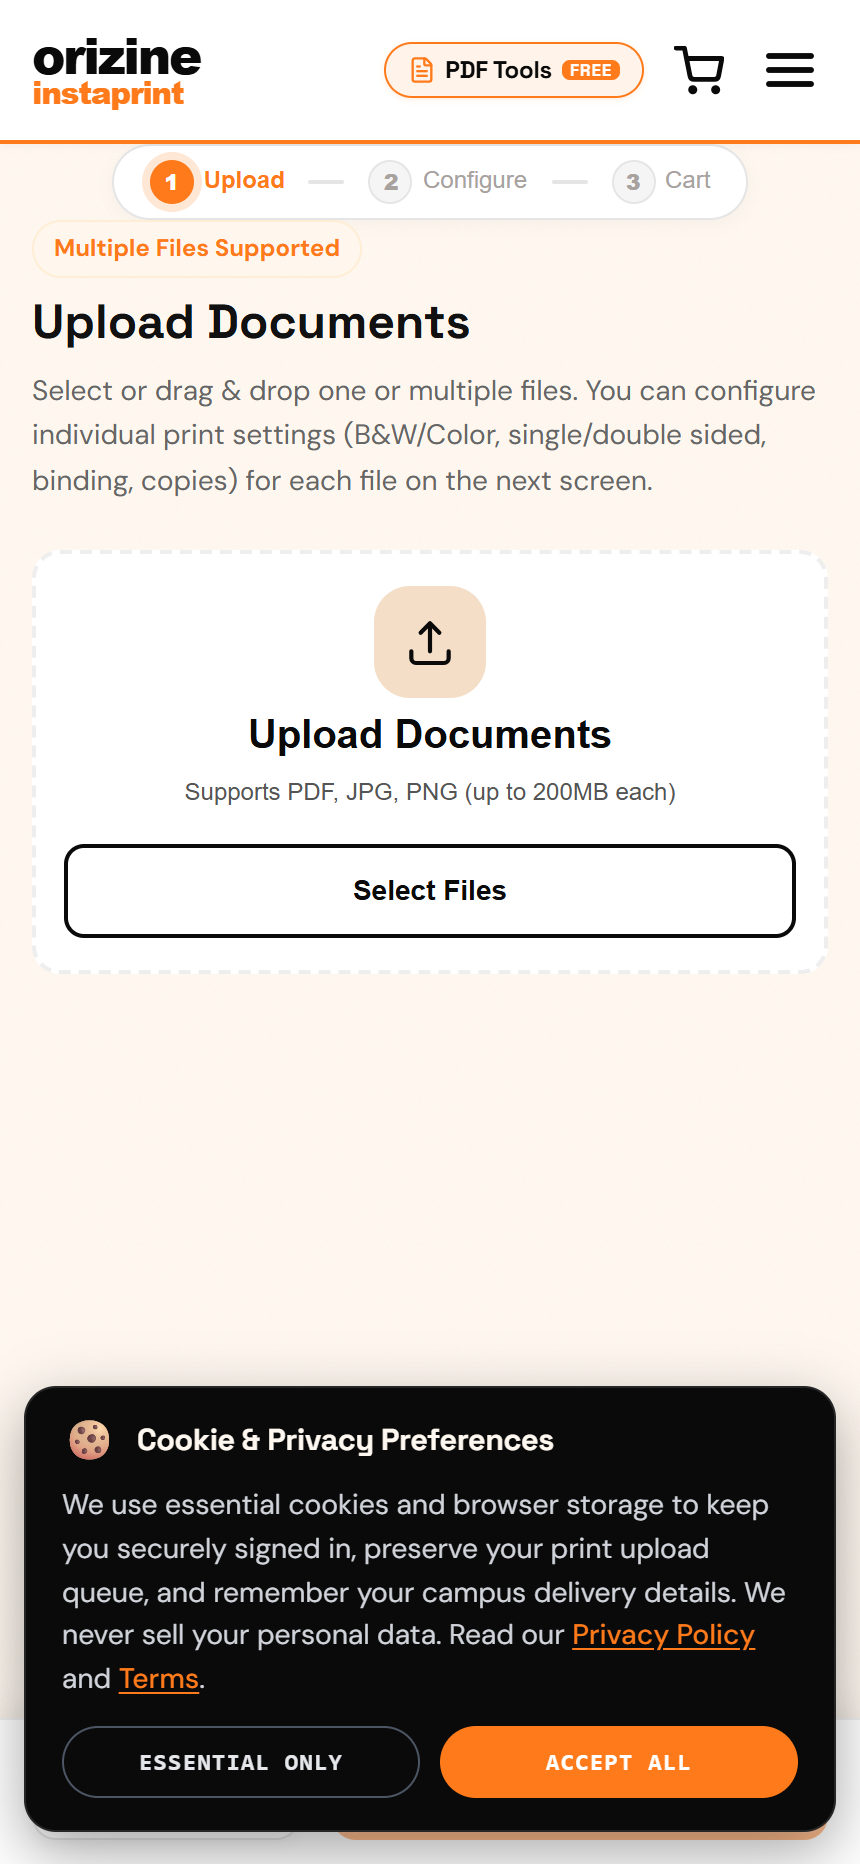 orizine
instaprint
PDF Tools FREE
1 Upload
2 Configure
3 Cart
Multiple Files Supported
Upload Documents
Select or drag & drop one or multiple files. You can configure
individual print settings (B&W/Color, single/double sided,
binding, copies) for each file on the next screen.
Upload Documents
Supports PDF, JPG, PNG (up to 200MB each)
Select Files
Cookie & Privacy Preferences
We use essential cookies and browser storage to keep
you securely signed in, preserve your print upload
queue, and remember your campus delivery details. We
never sell your personal data. Read our Privacy Policy
and Terms.
ESSENTIAL ONLY
ACCEPT ALL